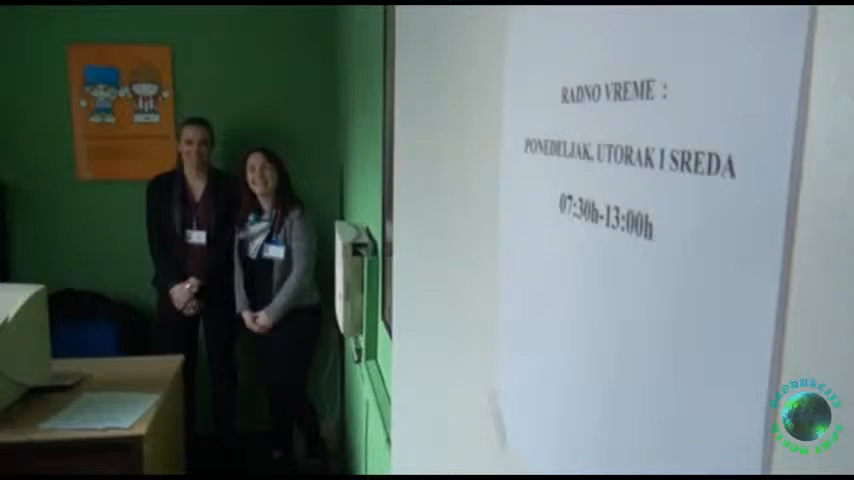 RADNO VREME :
PONEDELJAK, UTORAK I SREDA
07:30h-13:00h